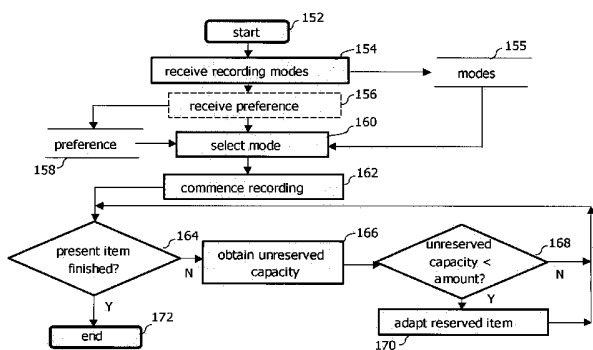 152
start
154
155
receive recording modes
modes
156
receive preference
160
preference
select mode
158
162
commence recording
164
present item
finished?
N
166
obtain unreserved
capacity
168
unreserved
capacity <
amount?
N
Y
Y
172
end
adapt reserved item
170